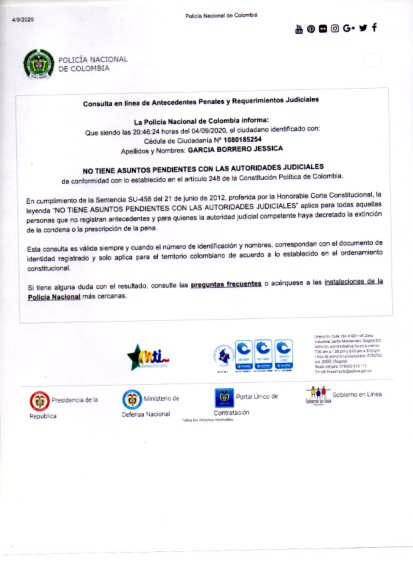 4/9/2020
Policía Nacional de Colombia
POLICÍA NACIONAL
DE COLOMBIA
Consulta en línea de Antecedentes Penales y Requerimientos Judiciales
La Policía Nacional de Colombia informa:
Que siendo las 20:46:24 horas del 04/09/2020, el ciudadano identificado con:
Cédula de Ciudadanía Nº 1080185254
Apellidos y Nombres: GARCIA BORRERO JESSICA
NO TIENE ASUNTOS PENDIENTES CON LAS AUTORIDADES JUDICIALES
de conformidad con lo establecido en el artículo 248 de la Constitución Política de Colombia.
En cumplimiento de la Sentencia SU-458 del 21 de junio de 2012, proferida por la Honorable Corte Constitucional, la
leyenda "NO TIENE ASUNTOS PENDIENTES CON LAS AUTORIDADES JUDICIALES" aplica para todas aquellas
personas que no registran antecedentes y para quienes la autoridad judicial competente haya decretado la extinción
de la condena o la prescripción de la pena.
Esta consulta es válida siempre y cuando el número de identificación y nombres, correspondan con el documento de
identidad registrado y solo aplica para el territorio colombiano de acuerdo a lo establecido en el ordenamiento
constitucional.
Si tiene alguna duda con el resultado, consulte las preguntas frecuentes o acérquese a las instalaciones de la
Policía Nacional más cercanas.
Presidencia de la
República
Ministerio de
Defensa Nacional
Portal Único de
Contratación
Gobierno en Línea
Todos los derechos reservados